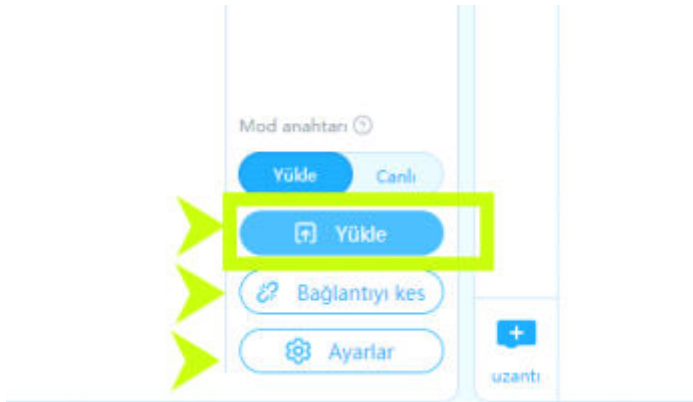 Mod anahtarı ?
Yükle Canlı
Yükle
Bağlantıyı kes
Ayarlar
uzantı